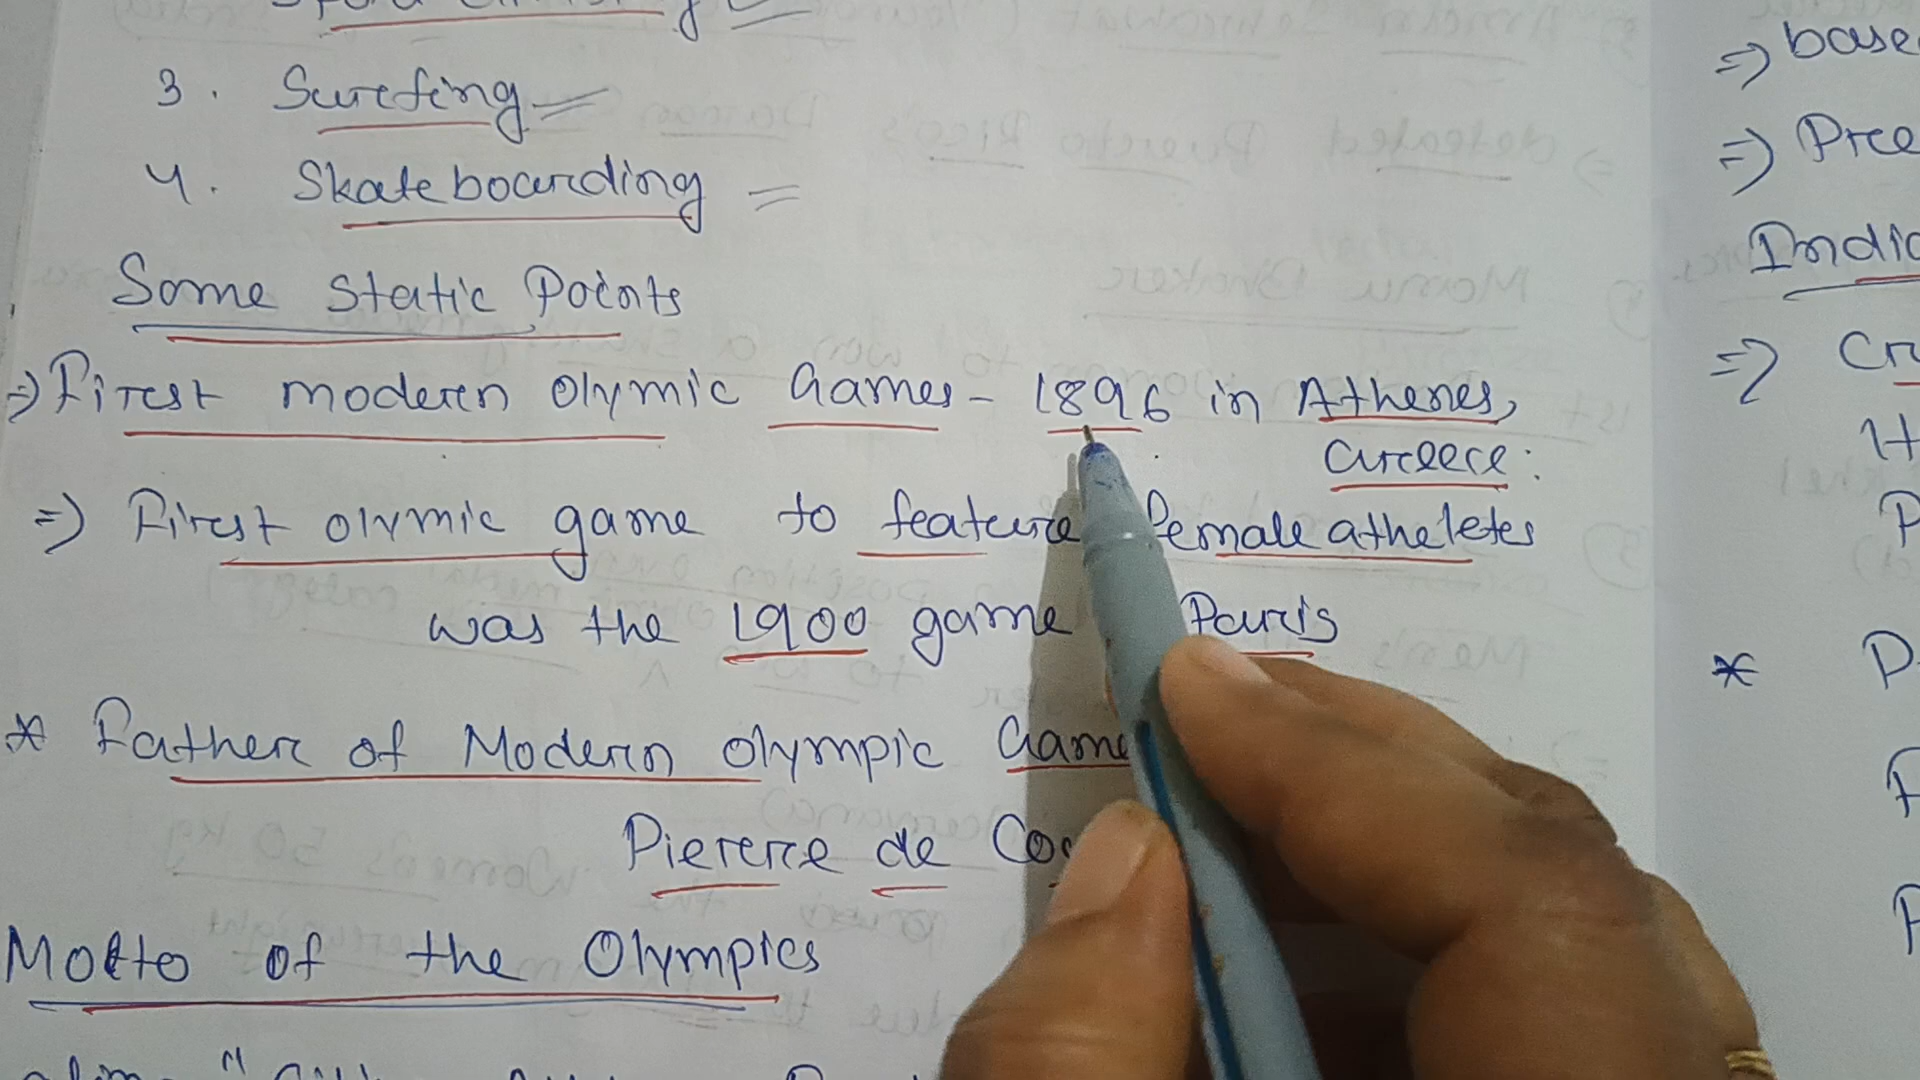 3. Surfing
4. Skateboarding
Some Static Points
⇒ First modern Olymic Games - 1896 in Athenes,
Greece:
⇒ First olymic game to feature female atheletes
was the 1900 game Paris
* Father of Modern Olympic Game
Pierre de Co
Motto of the Olympics
⇒ base
⇒ Pre
India
⇒ Cr
H
P
* P
F
P